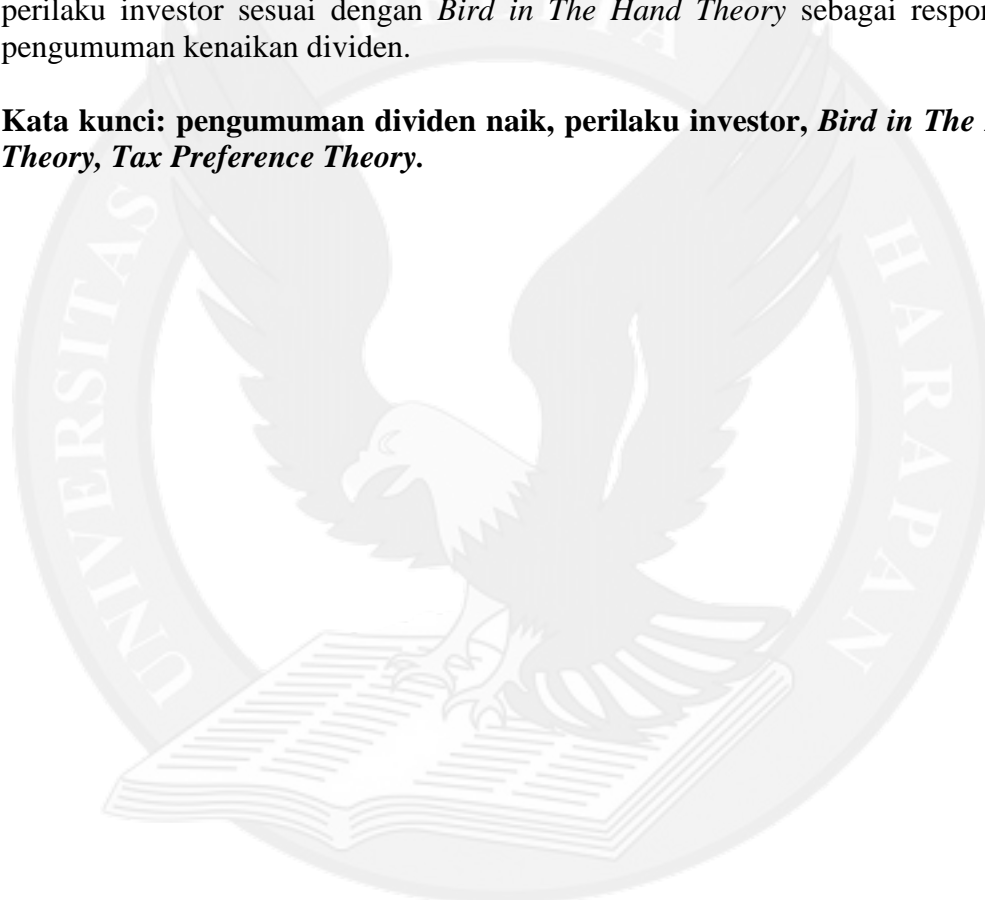 perilaku investor sesuai dengan Bird in The Hand Theory sebagai respor
pengumuman kenaikan dividen.
Kata kunci: pengumuman dividen naik, perilaku investor, Bird in The
Theory, Tax Preference Theory.
UNIVERSITAS
HARAPAN